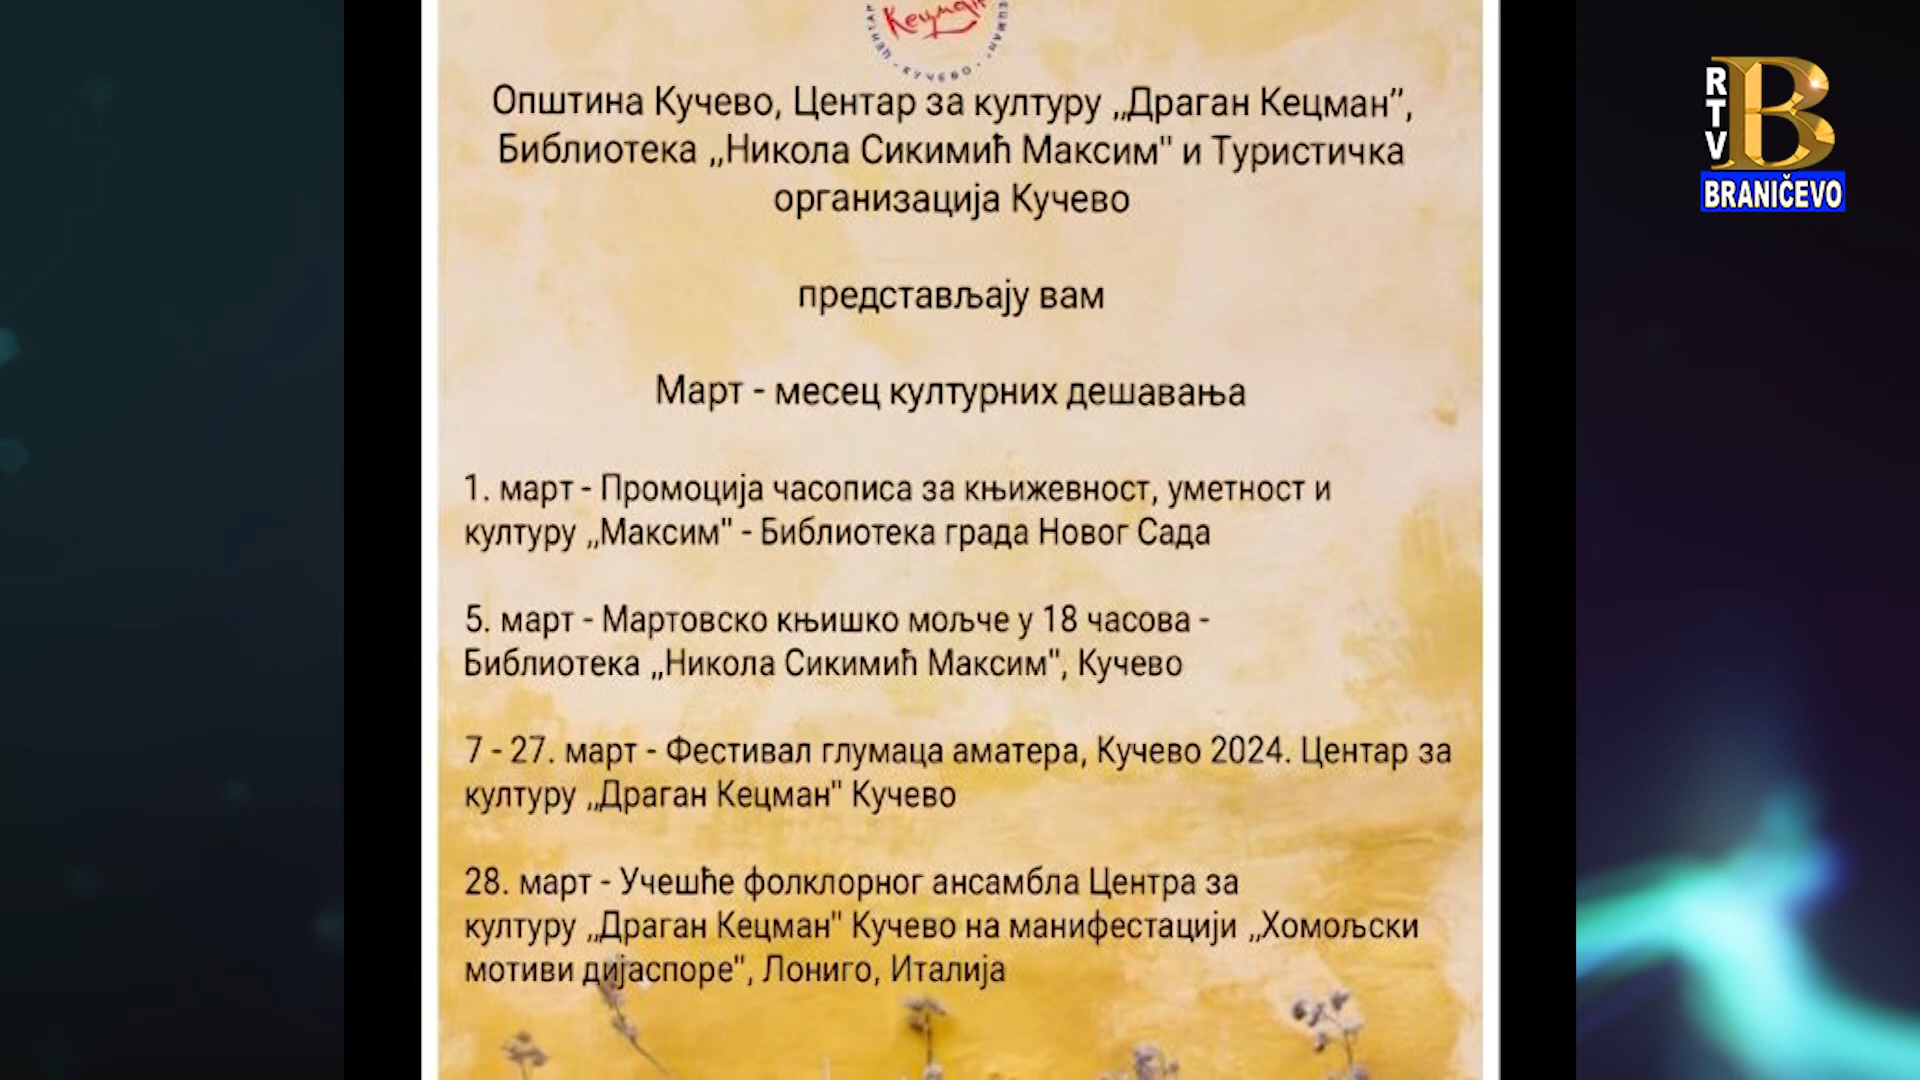 Кецман
ЦЕНТАР
КУЧЕВО
Општина Кучево, Центар за културу ,,Драган Кецман”,
Библиотека ,,Никола Сикимић Максим" и Туристичка
организација Кучево
представљају вам
Март - месец културних дешавања
1. март - Промоција часописа за књижевност, уметност и
културу ,,Максим" - Библиотека града Новог Сада
5. март - Мартовско књишко мољче у 18 часова -
Библиотека ,,Никола Сикимић Максим", Кучево
7 - 27. март - Фестивал глумаца аматера, Кучево 2024. Центар за
културу ,,Драган Кецман" Кучево
28. март - Учешће фолклорног ансамбла Центра за
културу ,,Драган Кецман" Кучево на манифестацији ,,Хомољски
мотиви дијаспоре", Лониго, Италија
RTV B
BRANIČEVO